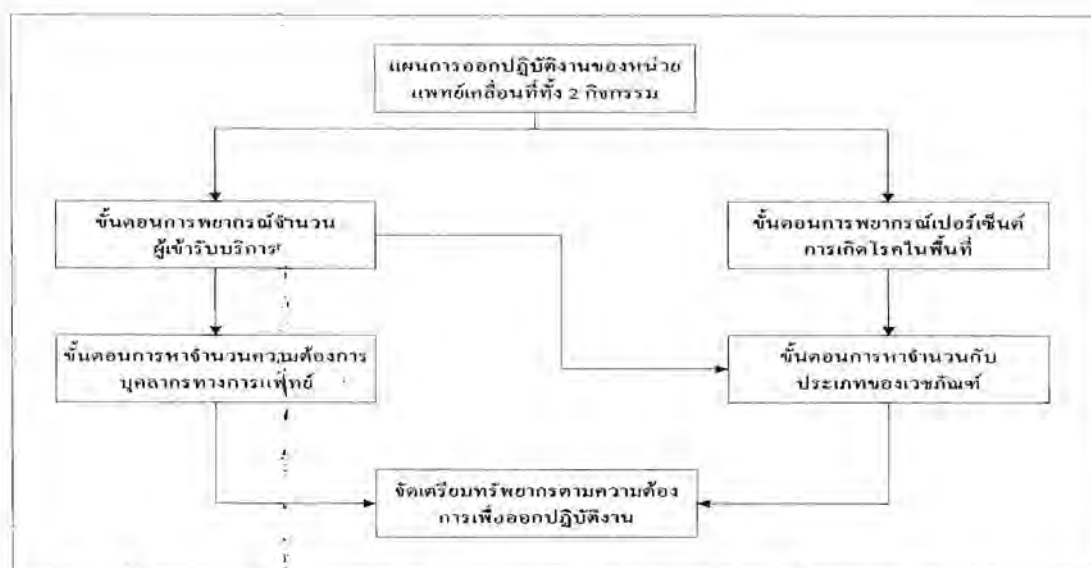 แผนการออกปฏิบัติงานของหน่วย
แพทย์เคลื่อนที่ทั้ง 2 กิจกรรม
ขั้นตอนการพยากรณ์จำนวน
ผู้เข้ารับบริการ
ขั้นตอนการพยากรณ์เปอร์เซ็นต์
การเกิดโรคในพื้นที่
ขั้นตอนการหาจำนวนความต้องการ
บุคลากรทางการแพทย์
ขั้นตอนการหาจำนวนกับ
ประเภทของเวชภัณฑ์
จัดเตรียมทรัพยากรตามความต้อง
การเพื่อออกปฏิบัติงาน